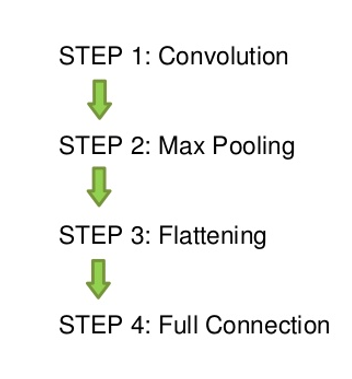 STEP 1: Convolution
STEP 2: Max Pooling
STEP 3: Flattening
STEP 4: Full Connection